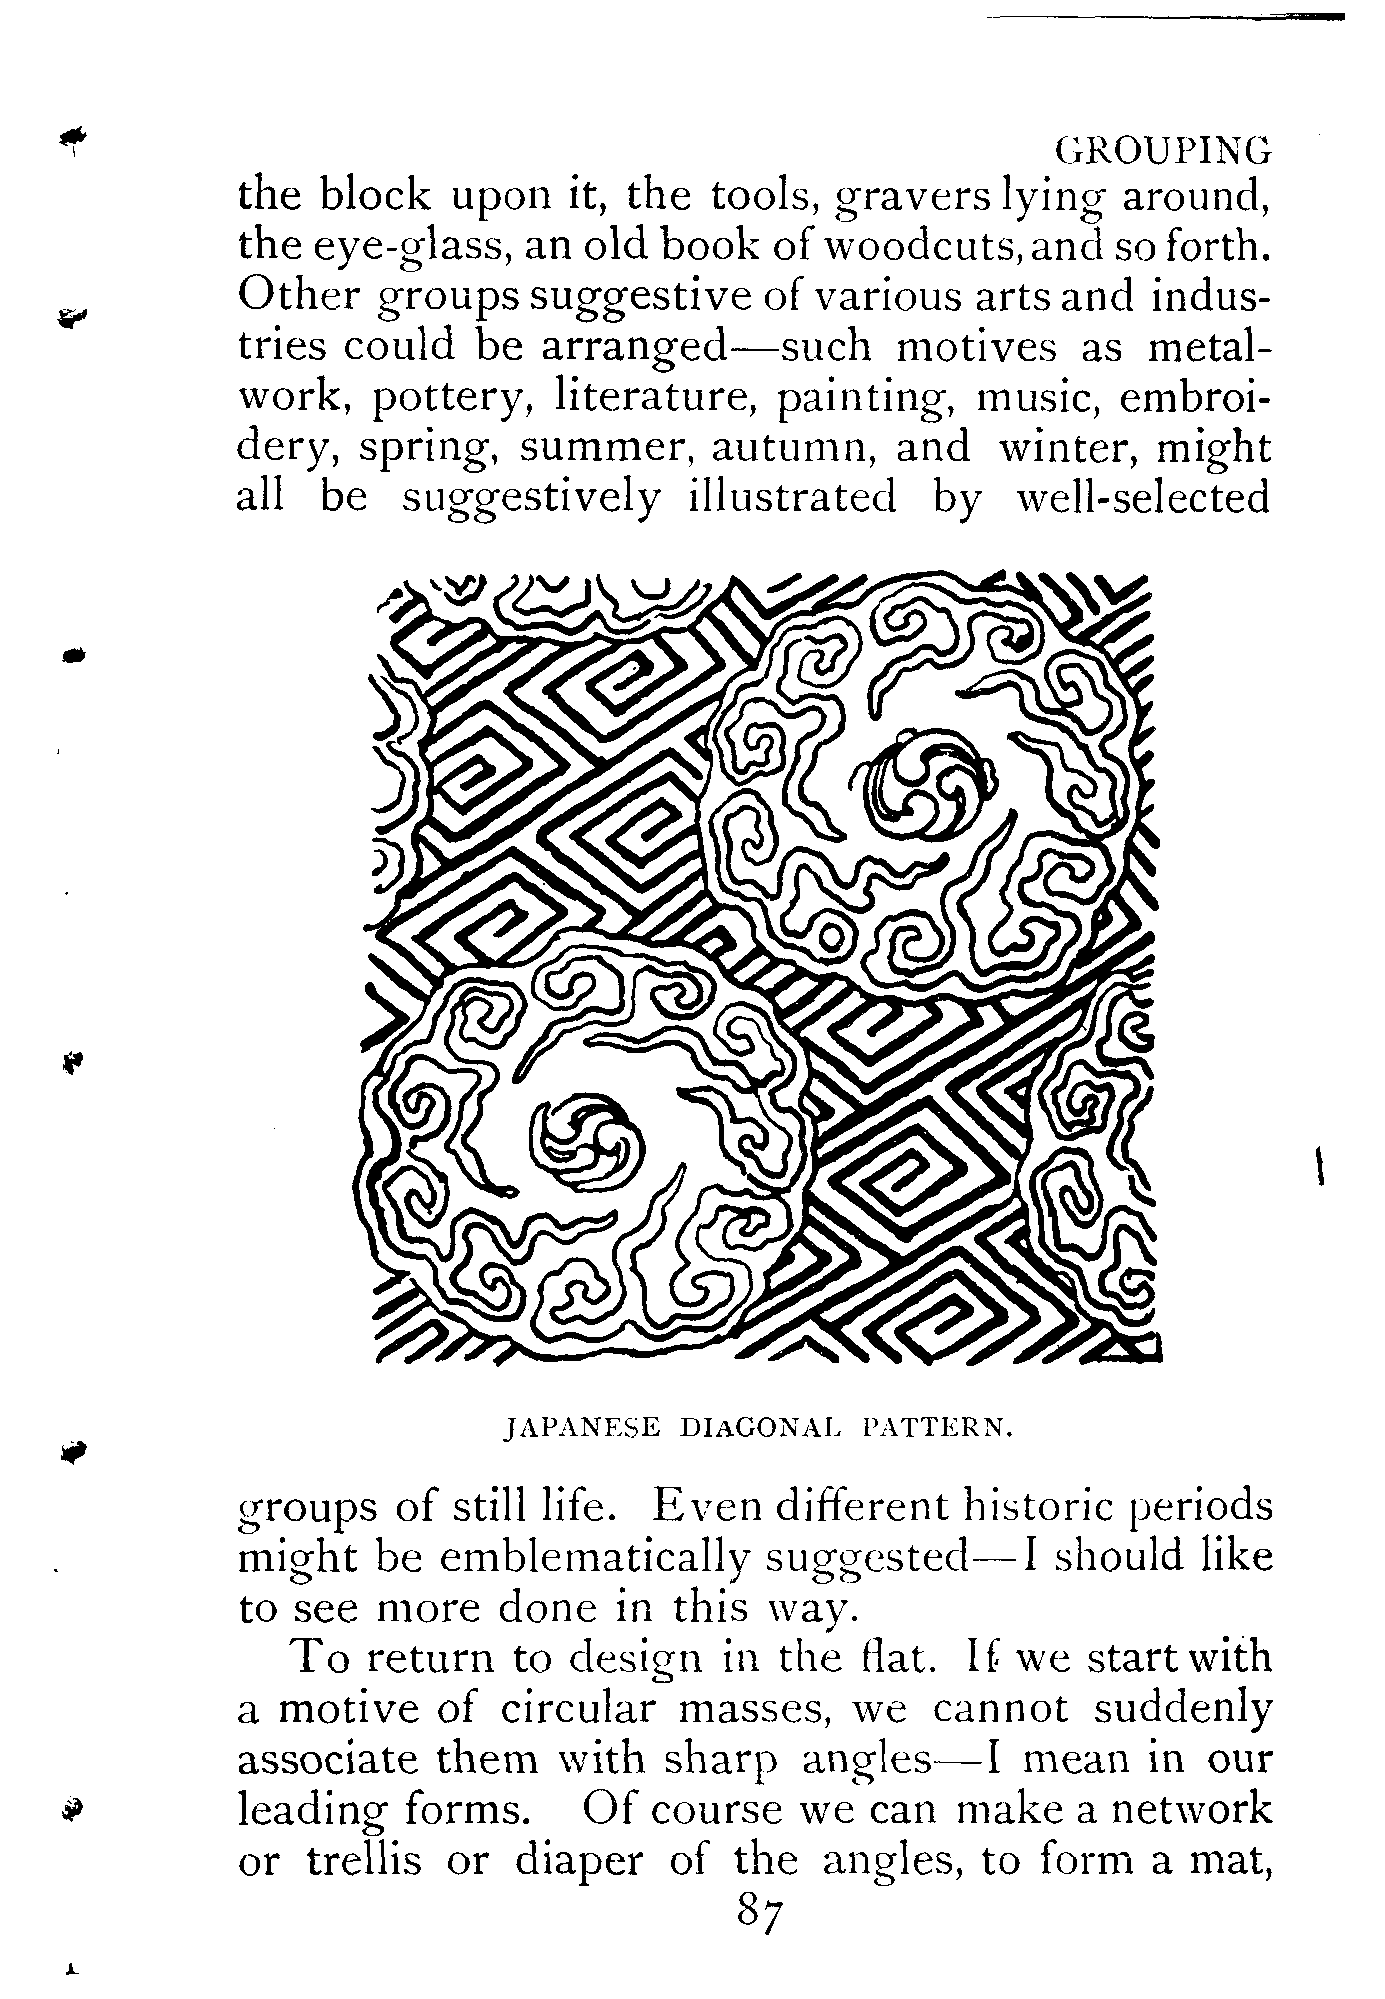 GROUPING
the block upon it, the tools, gravers lying around,
the eye-glass, an old book of woodcuts, and so forth.
Other groups suggestive of various arts and indus-
tries could be arranged—such motives as metal-
work, pottery, literature, painting, music, embroi-
dery, spring, summer, autumn, and winter, might
all be suggestively illustrated by well-selected
JAPANESE DIAGONAL PATTERN.
groups of still life. Even different historic periods
might be emblematically suggested—I should like
to see more done in this way.
To return to design in the flat. If we start with
a motive of circular masses, we cannot suddenly
associate them with sharp angles—I mean in our
leading forms. Of course we can make a network
or trellis or diaper of the angles, to form a mat,
87